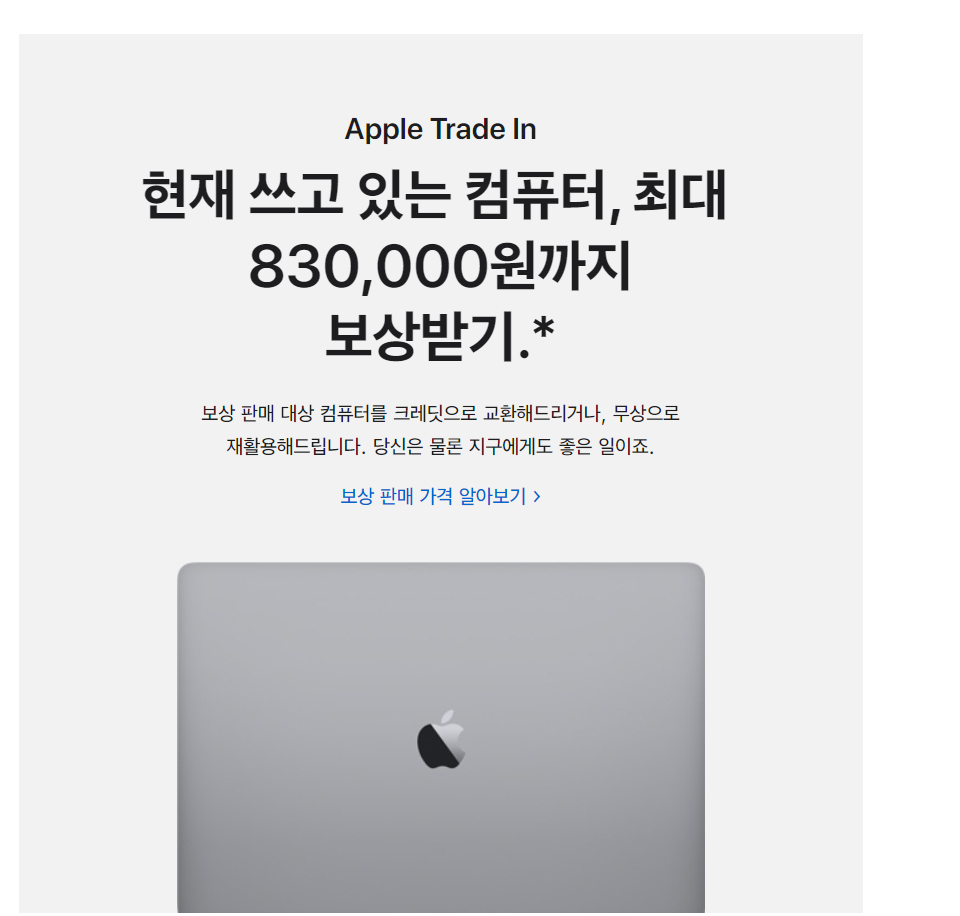 Apple Trade In
현재 쓰고 있는 컴퓨터, 최대
830,000원까지
보상받기.*
보상 판매 대상 컴퓨터를 크레딧으로 교환해드리거나, 무상으로
재활용해드립니다. 당신은 물론 지구에게도 좋은 일이죠.
보상 판매 가격 알아보기 >